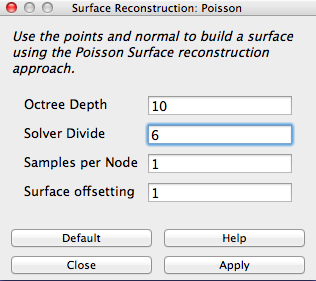 Surface Reconstruction: Poisson
Use the points and normal to build a surface
using the Poisson Surface reconstruction
approach.
Octree Depth 10
Solver Divide 6
Samples per Node 1
Surface offsetting 1
Default Help
Close Apply